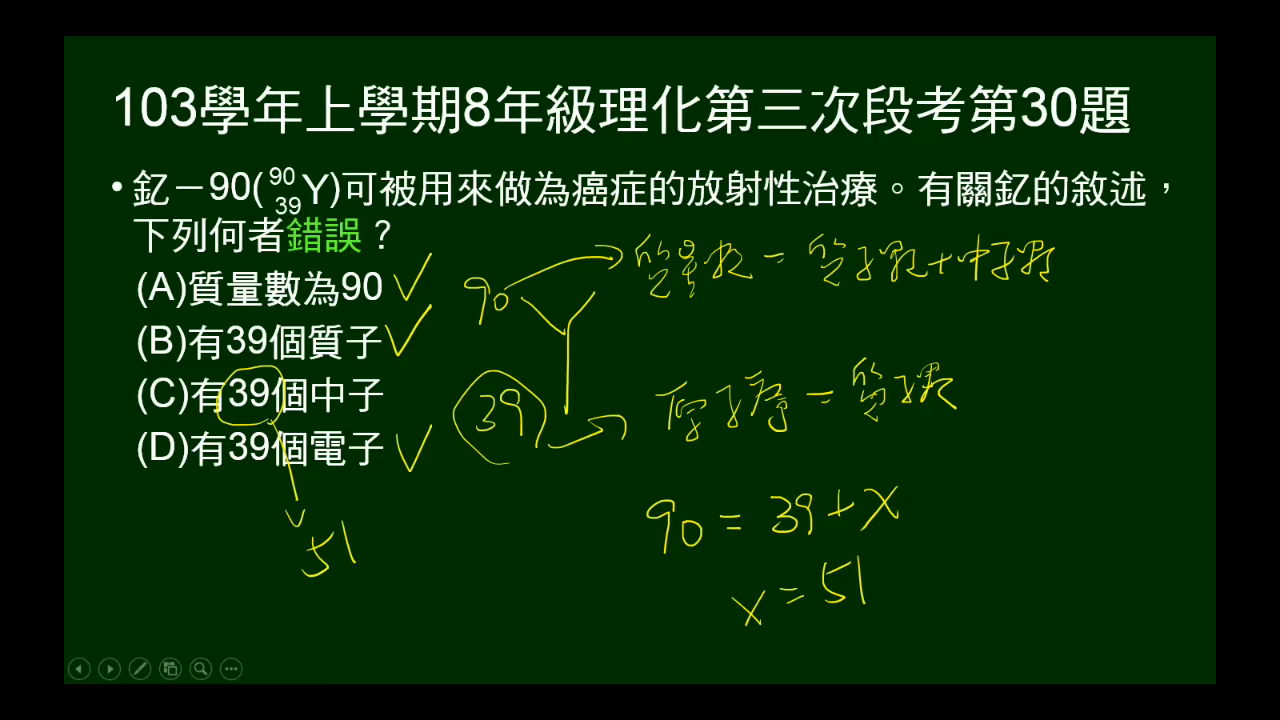 103學年上學期8年級理化第三次段考第30題
• 釔－90(⁹⁰₃₉Y)可被用來做為癌症的放射性治療。有關釔的敘述，
下列何者錯誤？
(A)質量數為90 ✓
(B)有39個質子 ✓
(C)有39個中子
(D)有39個電子 ✓
51
90 Y
39
質量數 = 質子數 + 中子數
原子序 = 質子數
90 = 39 + x
x = 51